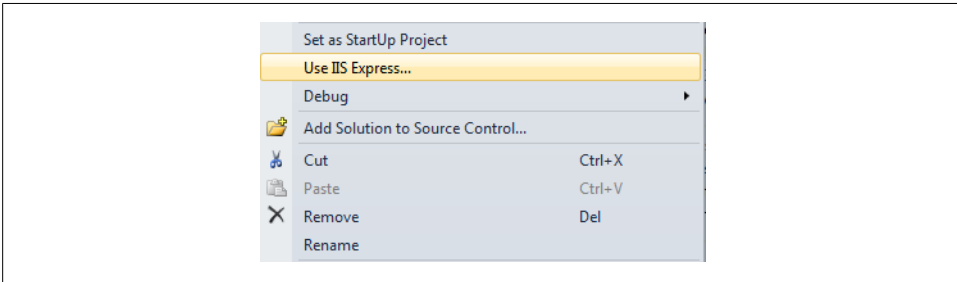 Set as StartUp Project
Use IIS Express...
Debug
Add Solution to Source Control...
Cut Ctrl+X
Paste Ctrl+V
Remove Del
Rename